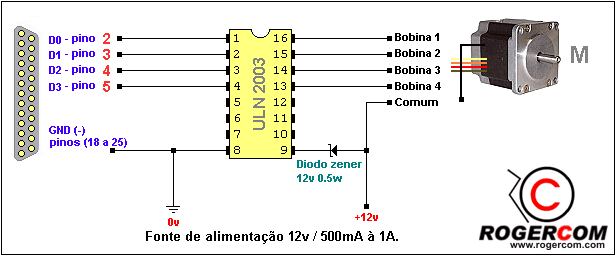 D0 - pino 2
D1 - pino 3
D2 - pino 4
D3 - pino 5
GND (-)
pinos (18 a 25)
0v
1 16
2 15
3 14
4 13
5 12
6 11
7 10
8 9
ULN 2003
Bobina 1
Bobina 2
Bobina 3
Bobina 4
Comum
M
Diodo zener
12v 0.5w
+12v
Fonte de alimentação 12v / 500mA à 1A.
C
ROGERCOM
www.rogercom.com